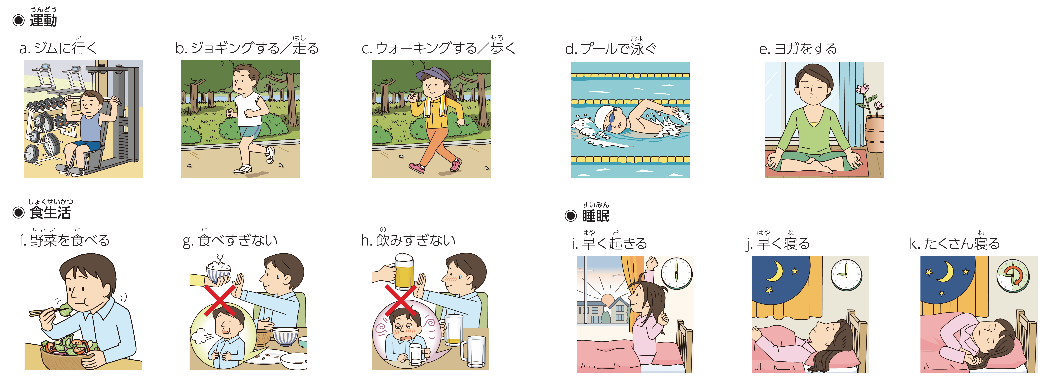 ● 運動
a. ジムに行く
b. ジョギングする／走る
c. ウォーキングする／歩く
d. プールで泳ぐ
e. ヨガをする
● 食生活
f. 野菜を食べる
g. 食べすぎない
h. 飲みすぎない
● 睡眠
i. 早く起きる
j. 早く寝る
k. たくさん寝る